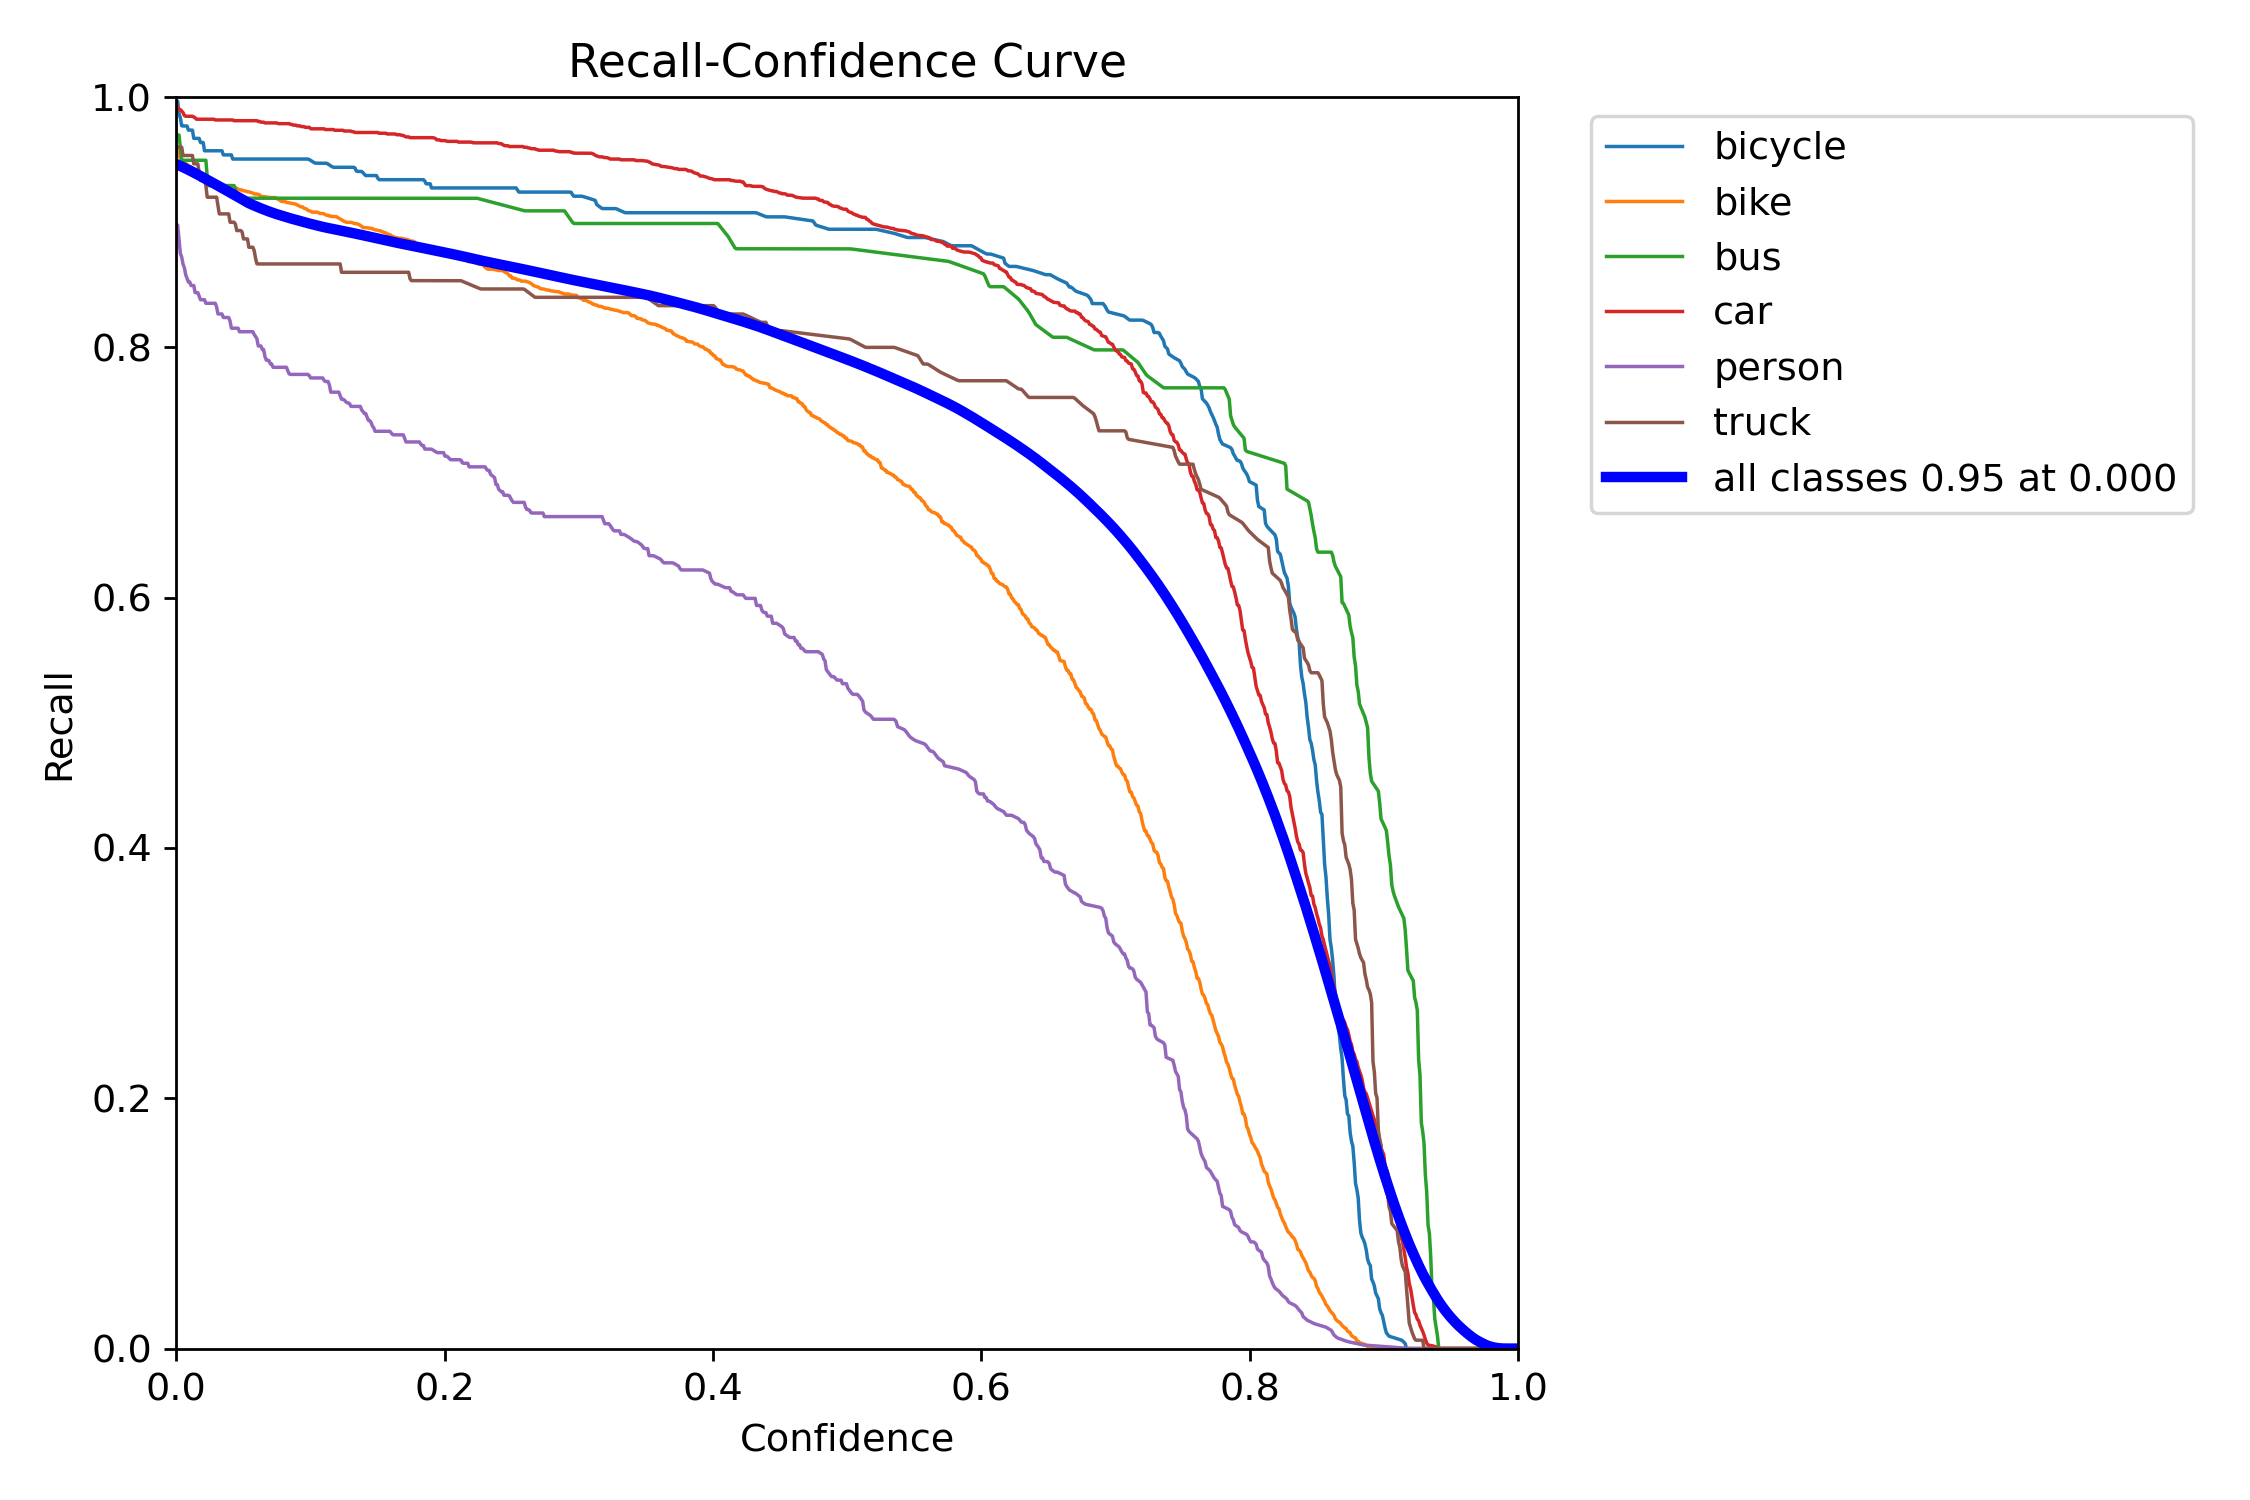 Recall-Confidence Curve
1.0
0.8
0.6
0.4
0.2
0.0
Recall
0.0 0.2 0.4 0.6 0.8 1.0
Confidence
bicycle
bike
bus
car
person
truck
all classes 0.95 at 0.000